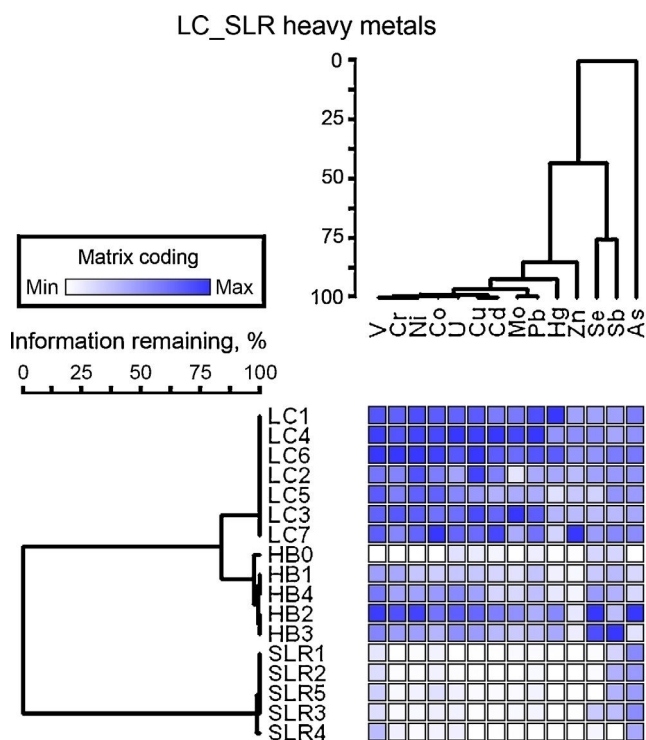 LC_SLR heavy metals
0
25
50
75
100
Matrix coding
Min Max
V Cr Ni Co U Cu Cd Mo Pb Hg Zn Se Sb As
Information remaining, %
0 25 50 75 100
LC1
LC4
LC6
LC2
LC5
LC3
LC7
HB0
HB1
HB4
HB2
HB3
SLR1
SLR2
SLR5
SLR3
SLR4